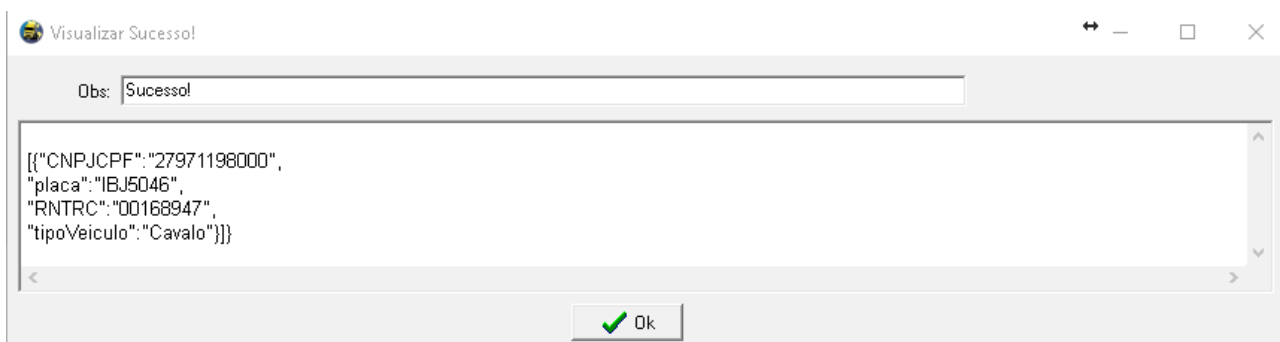 Visualizar Sucesso!
Obs: Sucesso!
[{"CNPJCPF":"27971198000",
"placa":"IBJ5046",
"RNTRC":"00168947",
"tipoVeiculo":"Cavalo"}]}
Ok